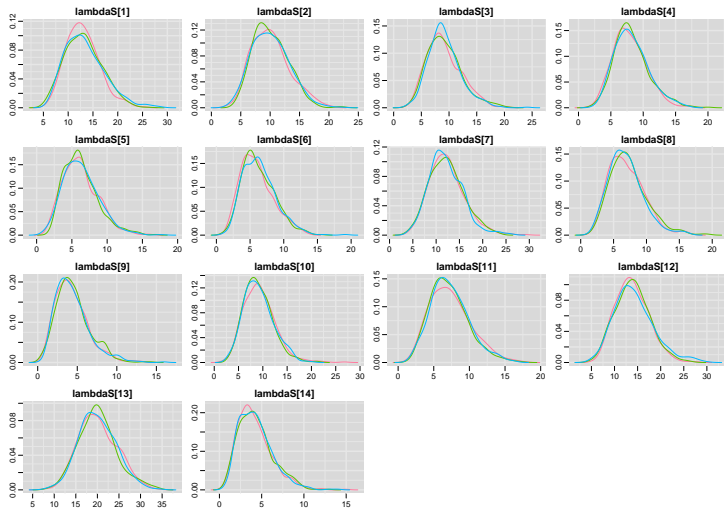 lambdaS[1] lambdaS[2] lambdaS[3] lambdaS[4]
0.00 0.04 0.08 0.12
0.00 0.04 0.08 0.12
0.00 0.05 0.10 0.15
0.00 0.05 0.10 0.15
5 10 15 20 25 30
0 5 10 15 20 25
0 5 10 15 20 25
0 5 10 15 20
lambdaS[5] lambdaS[6] lambdaS[7] lambdaS[8]
0.00 0.05 0.10 0.15
0.00 0.05 0.10 0.15
0.00 0.04 0.08 0.12
0.00 0.05 0.10 0.15
0 5 10 15 20
0 5 10 15 20
0 5 10 15 20 25 30
0 5 10 15 20
lambdaS[9] lambdaS[10] lambdaS[11] lambdaS[12]
0.00 0.10 0.20
0.00 0.04 0.08 0.12
0.00 0.05 0.10 0.15
0.00 0.04 0.08
0 5 10 15
0 5 10 15 20 25 30
0 5 10 15 20
5 10 15 20 25 30
lambdaS[13] lambdaS[14]
0.00 0.04 0.08
0.00 0.10 0.20
5 10 15 20 25 30 35
0 5 10 15